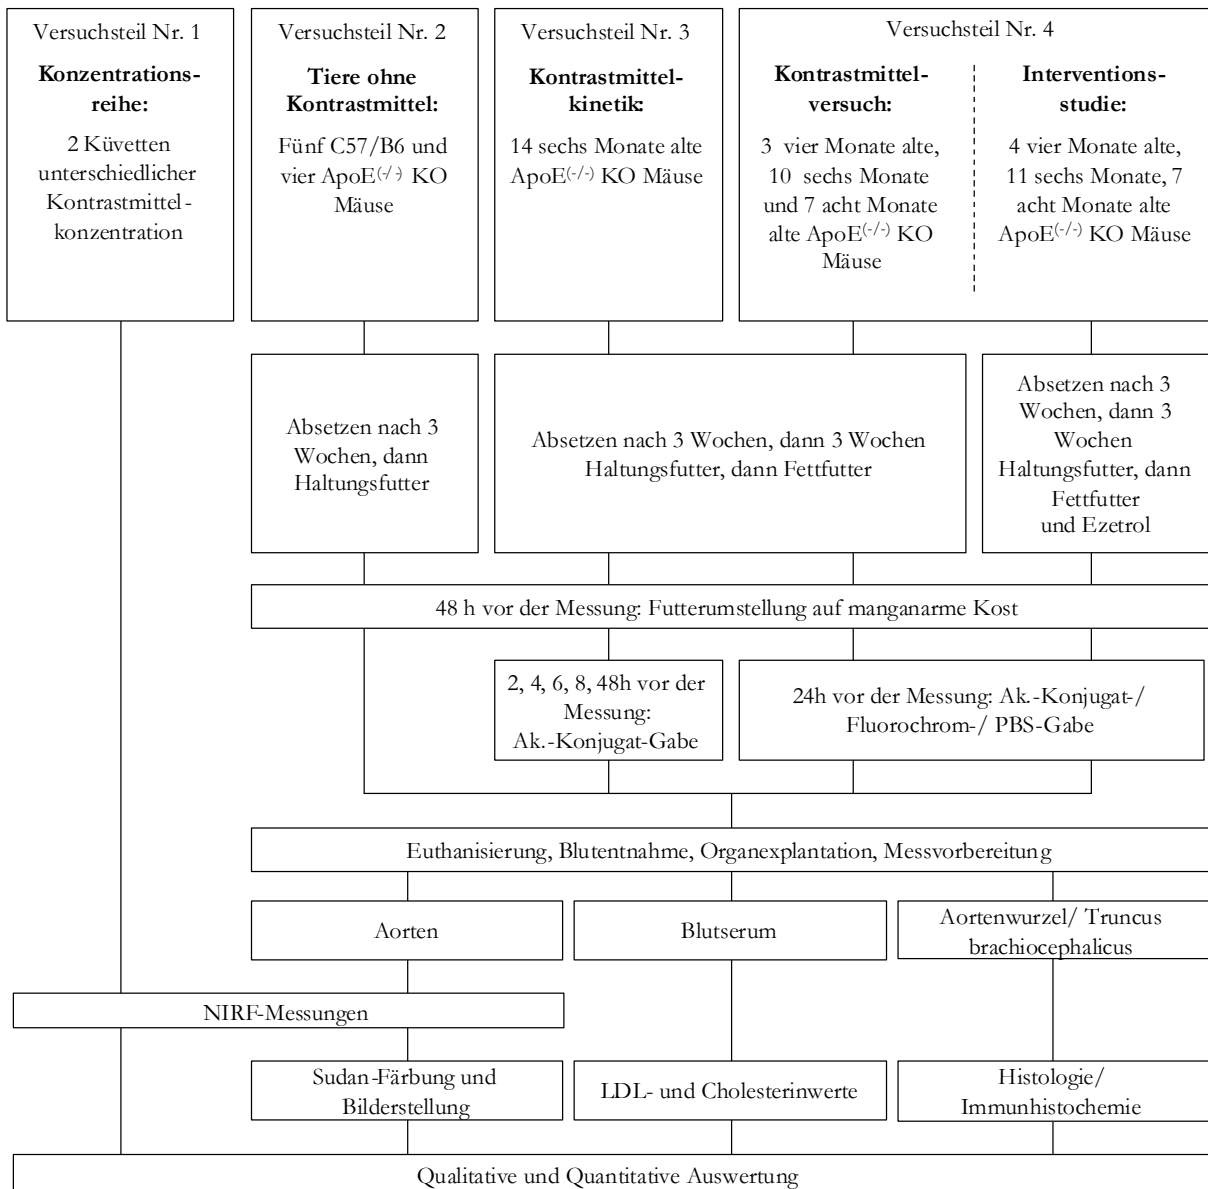 Versuchsteil Nr. 1
Konzentrations-
reihe:
2 Küvetten
unterschiedlicher
Kontrastmittel-
konzentration
Versuchsteil Nr. 2
Tiere ohne
Kontrastmittel:
Fünf C57/B6 und
vier ApoE(-/-) KO
Mäuse
Versuchsteil Nr. 3
Kontrastmittel-
kinetik:
14 sechs Monate alte
ApoE(-/-) KO Mäuse
Versuchsteil Nr. 4
Kontrastmittel-
versuch:
3 vier Monate alte,
10 sechs Monate
und 7 acht Monate
alte ApoE(-/-) KO
Mäuse
Interventions-
studie:
4 vier Monate alte,
11 sechs Monate, 7
acht Monate alte
ApoE(-/-) KO Mäuse
Absetzen nach 3
Wochen, dann
Haltungsfutter
Absetzen nach 3 Wochen, dann 3 Wochen
Haltungsfutter, dann Fettfutter
Absetzen nach 3
Wochen, dann 3
Wochen
Haltungsfutter, dann
Fettfutter
und Ezetrol
48 h vor der Messung: Futterumstellung auf manganarme Kost
2, 4, 6, 8, 48h vor der
Messung:
Ak.-Konjugat-Gabe
24h vor der Messung: Ak.-Konjugat-/
Fluorochrom-/ PBS-Gabe
Euthanisierung, Blutentnahme, Organexplantation, Messvorbereitung
Aorten
Blutserum
Aortenwurzel/ Truncus
brachiocephalicus
NIRF-Messungen
Sudan-Färbung und
Bilderstellung
LDL- und Cholesterinwerte
Histologie/
Immunhistochemie
Qualitative und Quantitative Auswertung